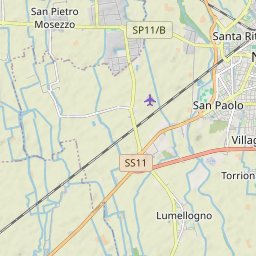 San Pietro
Mosezzo
SP11/B
Santa Rit
N
San Paolo
Villag
SS11
Torrion
Lumellogno